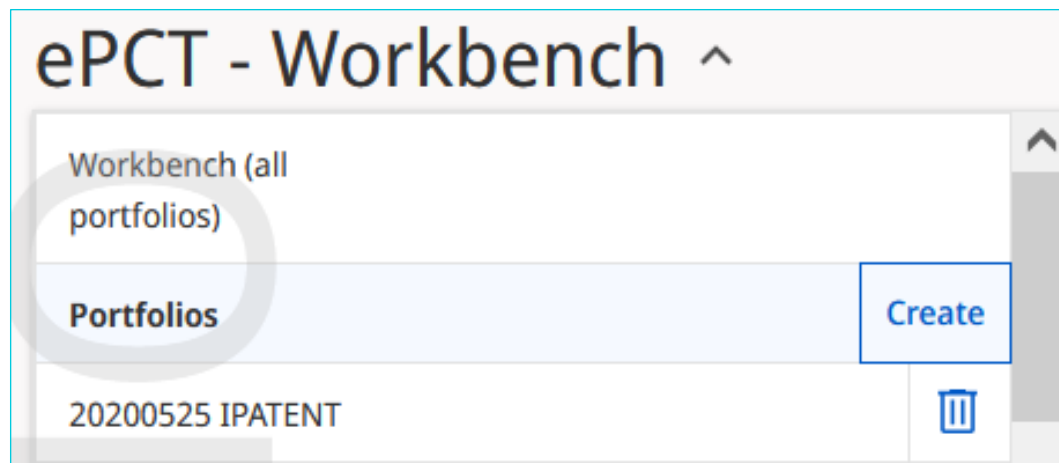 ePCT - Workbench
Workbench (all
portfolios)
Portfolios
Create
20200525 IPATENT